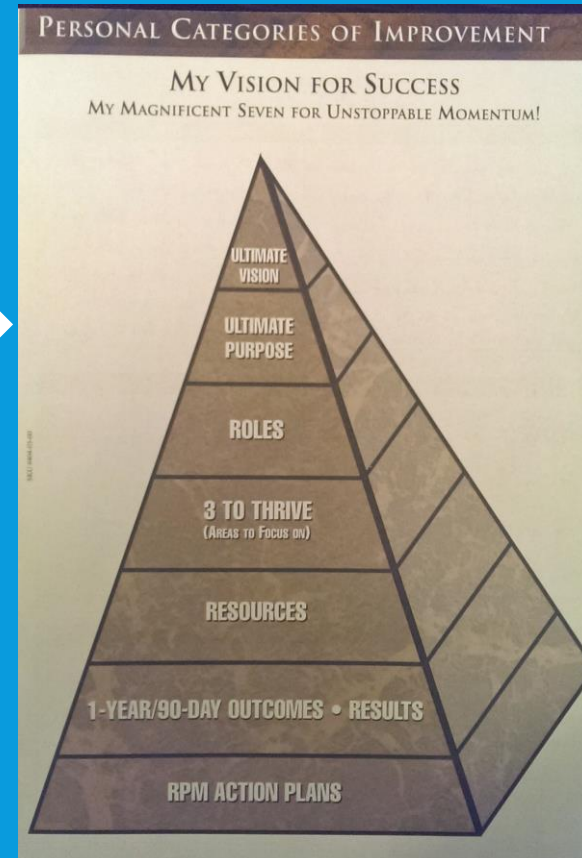 PERSONAL CATEGORIES OF IMPROVEMENT
MY VISION FOR SUCCESS
MY MAGNIFICENT SEVEN FOR UNSTOPPABLE MOMENTUM!
ULTIMATE
VISION
ULTIMATE
PURPOSE
ROLES
3 TO THRIVE
(AREAS TO FOCUS ON)
RESOURCES
1-YEAR/90-DAY OUTCOMES • RESULTS
RPM ACTION PLANS